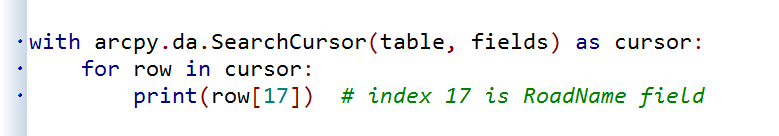 with arcpy.da.SearchCursor(table, fields) as cursor:
    for row in cursor:
        print(row[17])  # index 17 is RoadName field